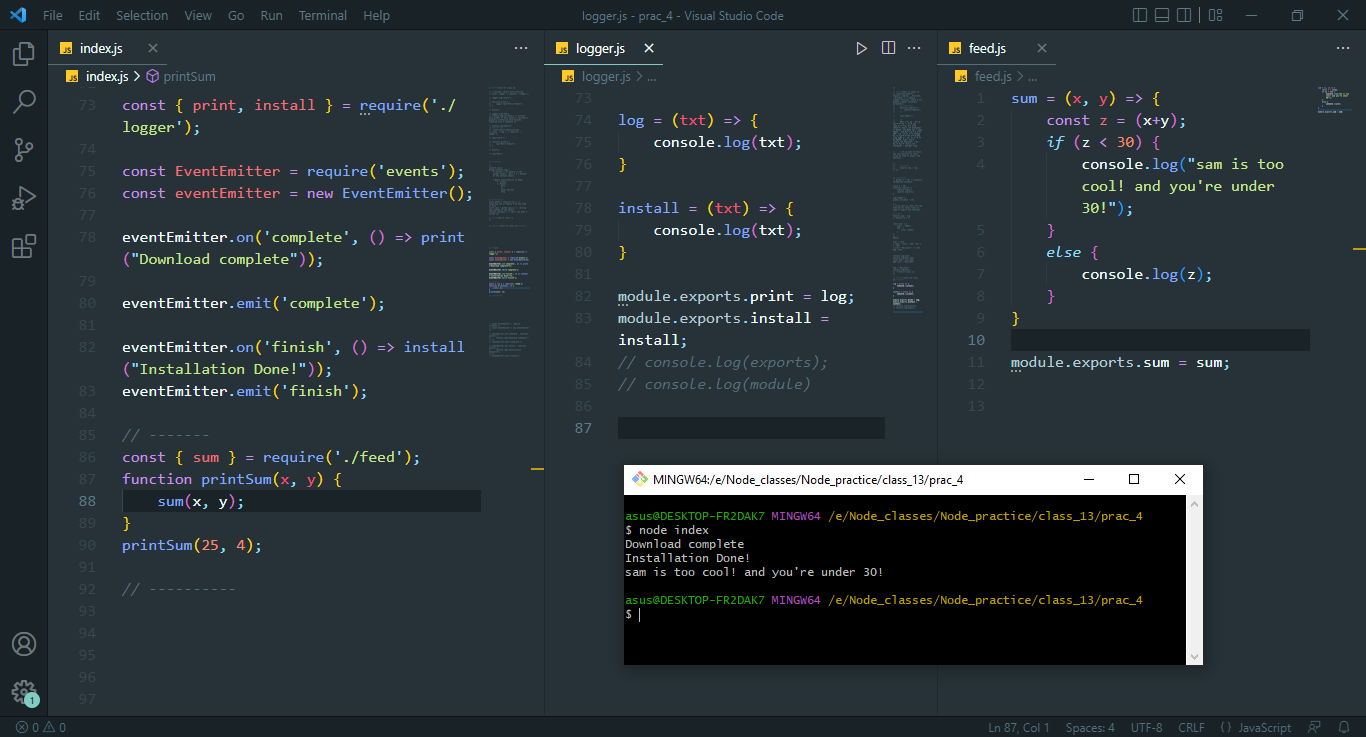 File Edit Selection View Go Run Terminal Help
logger.js - prac_4 - Visual Studio Code
JS index.js
JS index.js > printSum
73 const { print, install } = require('./
logger');
74
75 const EventEmitter = require('events');
76 const eventEmitter = new EventEmitter();
77
78 eventEmitter.on('complete', () => print
("Download complete"));
79
80 eventEmitter.emit('complete');
81
82 eventEmitter.on('finish', () => install
("Installation Done!"));
83 eventEmitter.emit('finish');
84
85 // -------
86 const { sum } = require('./feed');
87 function printSum(x, y) {
88 sum(x, y);
89 }
90 printSum(25, 4);
91
92 // ----------
93
94
95
96
97
JS logger.js
JS logger.js > ...
73
74 log = (txt) => {
75 console.log(txt);
76 }
77
78 install = (txt) => {
79 console.log(txt);
80 }
81
82 module.exports.print = log;
83 module.exports.install =
install;
84 // console.log(exports);
85 // console.log(module)
86
87
JS feed.js
JS feed.js > ...
1 sum = (x, y) => {
2 const z = (x+y);
3 if (z < 30) {
4 console.log("sam is too
cool! and you're under
30!");
5 }
6 else {
7 console.log(z);
8 }
9 }
10
11 module.exports.sum = sum;
12
13
MINGW64:/e/Node_classes/Node_practice/class_13/prac_4
asus@DESKTOP-FR2DAK7 MINGW64 /e/Node_classes/Node_practice/class_13/prac_4
$ node index
Download complete
Installation Done!
sam is too cool! and you're under 30!
asus@DESKTOP-FR2DAK7 MINGW64 /e/Node_classes/Node_practice/class_13/prac_4
$
1
0 0
Ln 87, Col 1 Spaces: 4 UTF-8 CRLF {} JavaScript